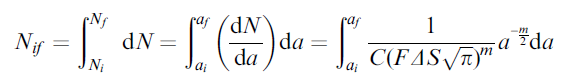 N_{if} = \int_{N_i}^{N_f} dN = \int_{a_i}^{a_f} \left( \frac{dN}{da} \right) da = \int_{a_i}^{a_f} \frac{1}{C(F\Delta S\sqrt{\pi})^m} a^{-\frac{m}{2}} da